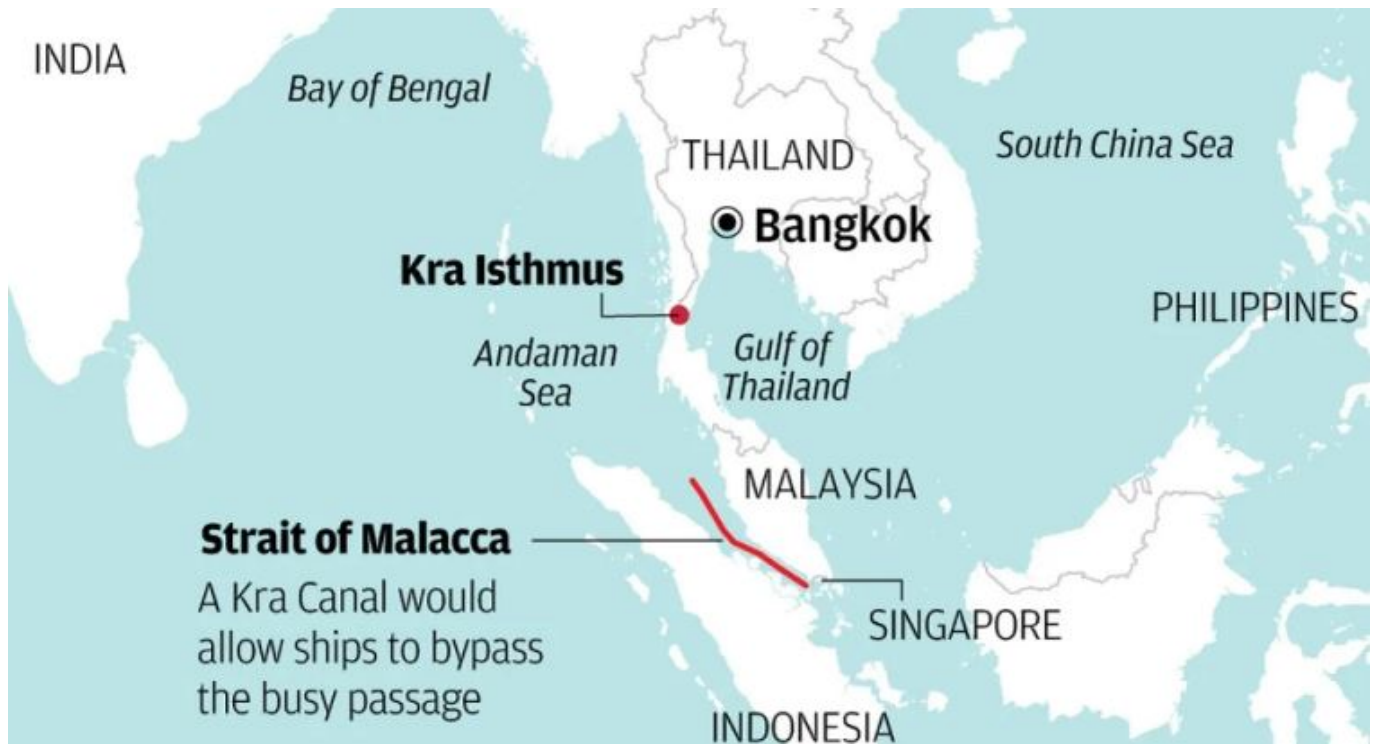 INDIA
Bay of Bengal
THAILAND
South China Sea
Bangkok
Kra Isthmus
PHILIPPINES
Andaman
Sea
Gulf of
Thailand
MALAYSIA
Strait of Malacca
A Kra Canal would
allow ships to bypass
the busy passage
SINGAPORE
INDONESIA